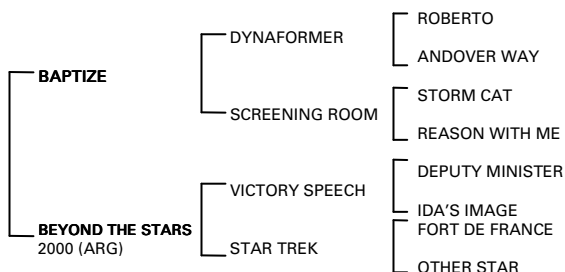 ROBERTO
DYNAFORMER
ANDOVER WAY
BAPTIZE
STORM CAT
SCREENING ROOM
REASON WITH ME
DEPUTY MINISTER
VICTORY SPEECH
IDA'S IMAGE
BEYOND THE STARS
2000 (ARG)
FORT DE FRANCE
STAR TREK
OTHER STAR